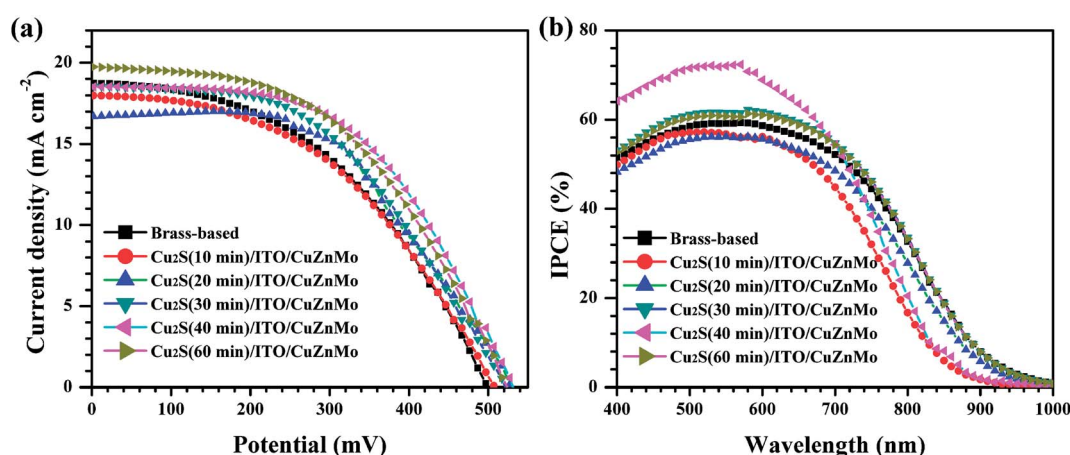 (a)
Current density (mA cm⁻²)
20
15
10
5
0
Brass-based
Cu₂S(10 min)/ITO/CuZnMo
Cu₂S(20 min)/ITO/CuZnMo
Cu₂S(30 min)/ITO/CuZnMo
Cu₂S(40 min)/ITO/CuZnMo
Cu₂S(60 min)/ITO/CuZnMo
0 100 200 300 400 500
Potential (mV)
(b)
IPCE (%)
80
60
40
20
0
Brass-based
Cu₂S(10 min)/ITO/CuZnMo
Cu₂S(20 min)/ITO/CuZnMo
Cu₂S(30 min)/ITO/CuZnMo
Cu₂S(40 min)/ITO/CuZnMo
Cu₂S(60 min)/ITO/CuZnMo
400 500 600 700 800 900 1000
Wavelength (nm)